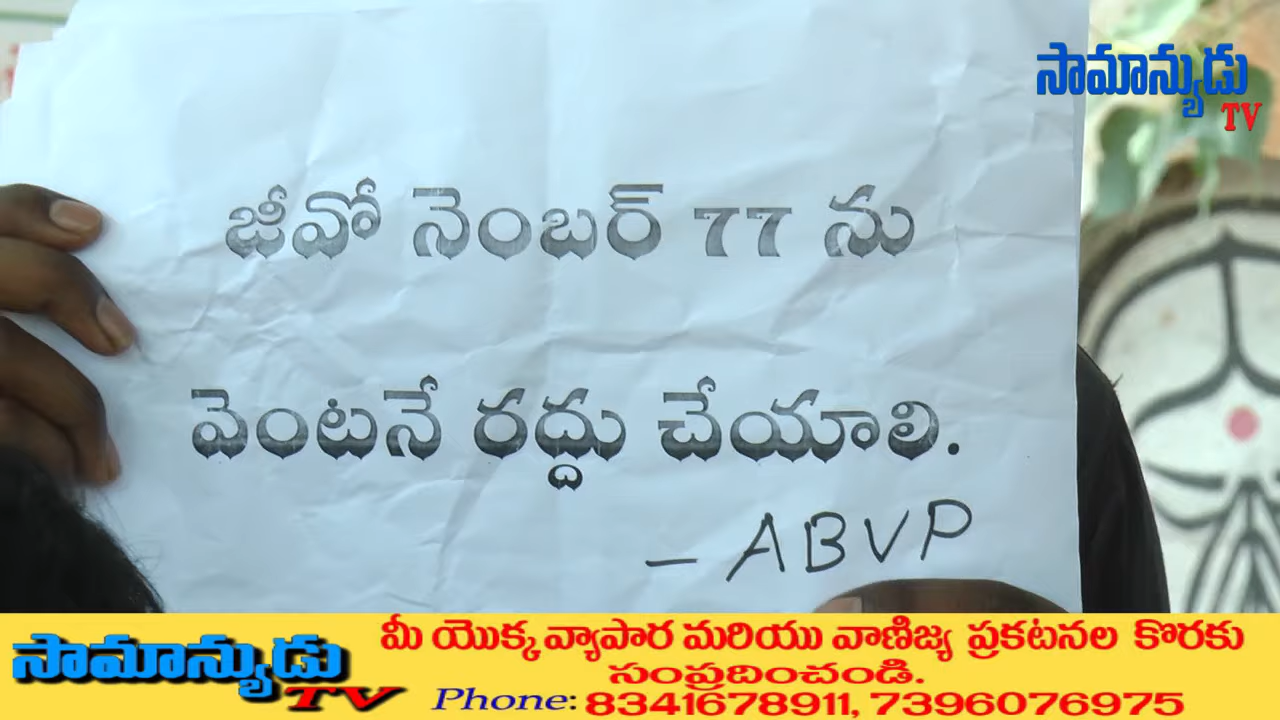 సామాన్యుడు
TV
జీవో నెంబర్ 77 ను
వెంటనే రద్దు చేయాలి.
- ABVP
సామాన్యుడు
TV
మీ యొక్క వ్యాపార మరియు వాణిజ్య ప్రకటనల కొరకు
సంప్రదించండి.
Phone: 8341678911, 7396076975